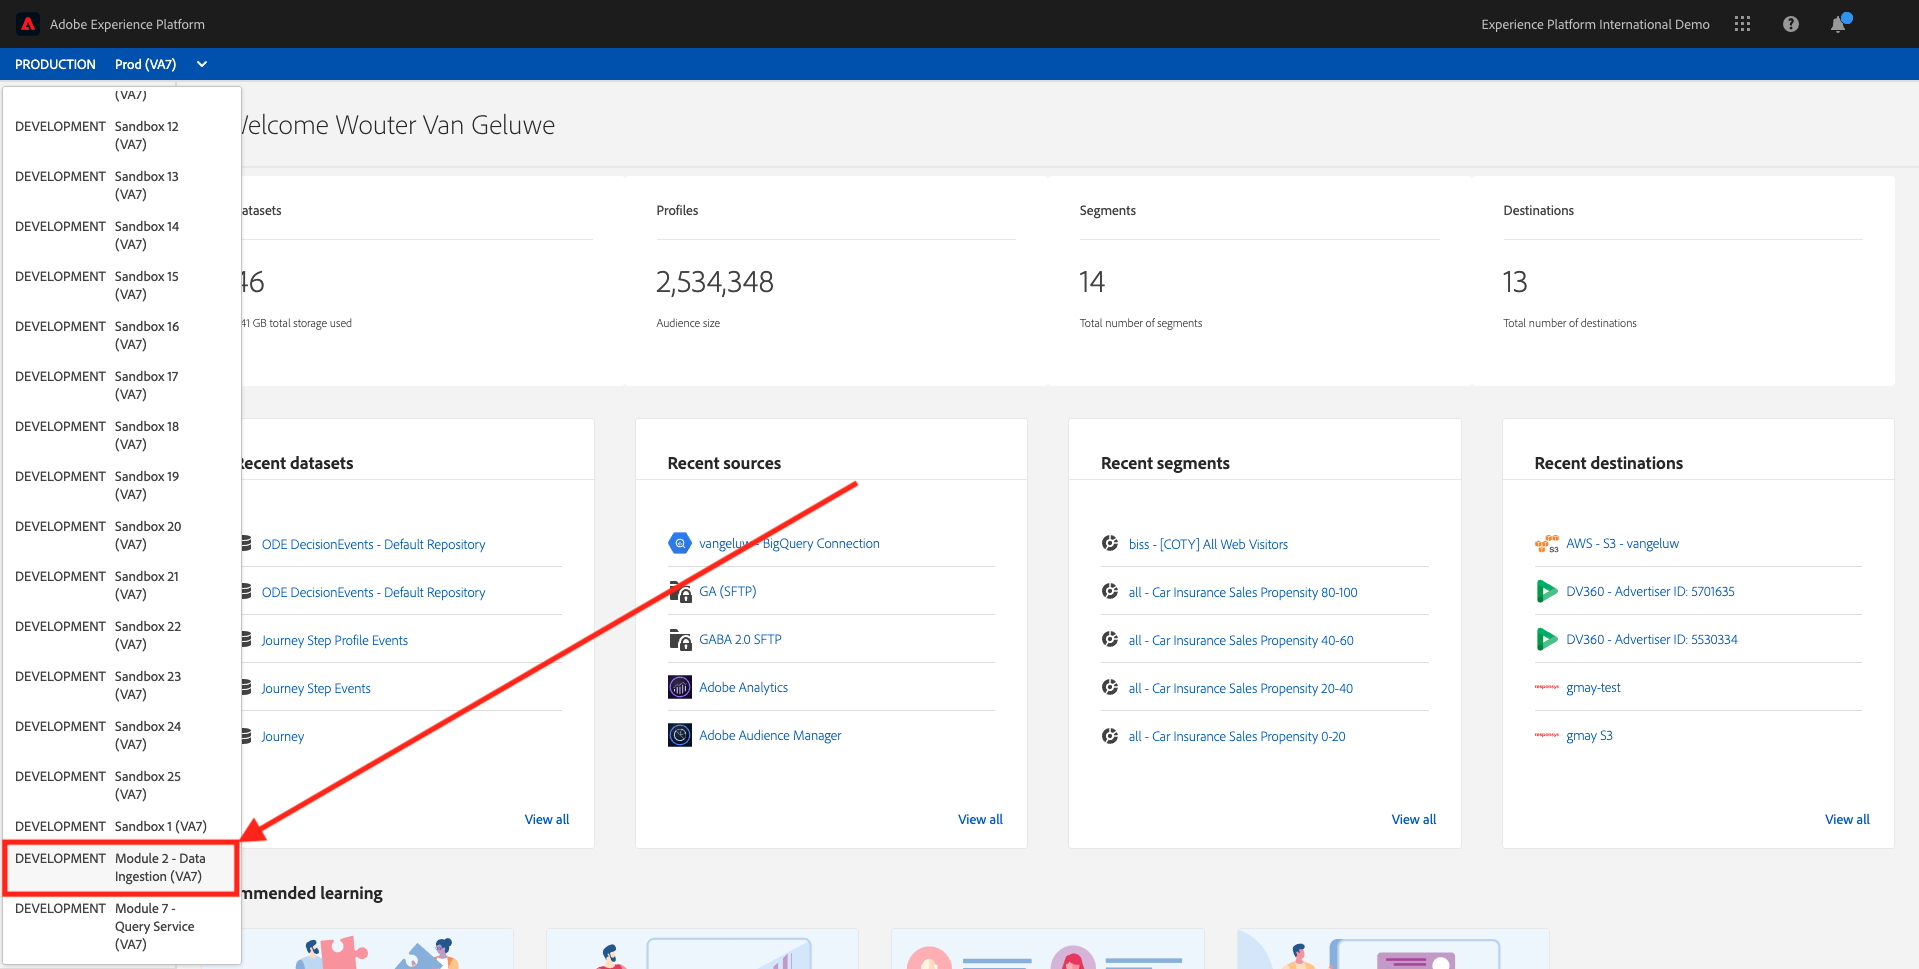 Adobe Experience Platform
Experience Platform International Demo
PRODUCTION Prod (VA7)
(VA7)
DEVELOPMENT Sandbox 12
(VA7)
DEVELOPMENT Sandbox 13
(VA7)
DEVELOPMENT Sandbox 14
(VA7)
DEVELOPMENT Sandbox 15
(VA7)
DEVELOPMENT Sandbox 16
(VA7)
DEVELOPMENT Sandbox 17
(VA7)
DEVELOPMENT Sandbox 18
(VA7)
DEVELOPMENT Sandbox 19
(VA7)
DEVELOPMENT Sandbox 20
(VA7)
DEVELOPMENT Sandbox 21
(VA7)
DEVELOPMENT Sandbox 22
(VA7)
DEVELOPMENT Sandbox 23
(VA7)
DEVELOPMENT Sandbox 24
(VA7)
DEVELOPMENT Sandbox 25
(VA7)
DEVELOPMENT Sandbox 1 (VA7)
DEVELOPMENT Module 2 - Data
Ingestion (VA7)
DEVELOPMENT Module 7 -
Query Service
(VA7)
Velcome Wouter Van Geluwe
atasets
46
41 GB total storage used
Profiles
2,534,348
Audience size
Segments
14
Total number of segments
Destinations
13
Total number of destinations
Recent datasets
ODE DecisionEvents - Default Repository
ODE DecisionEvents - Default Repository
Journey Step Profile Events
Journey Step Events
Journey
View all
Recent sources
vangeluw - BigQuery Connection
GA (SFTP)
GABA 2.0 SFTP
Adobe Analytics
Adobe Audience Manager
View all
Recent segments
biss - [COTY] All Web Visitors
all - Car Insurance Sales Propensity 80-100
all - Car Insurance Sales Propensity 40-60
all - Car Insurance Sales Propensity 20-40
all - Car Insurance Sales Propensity 0-20
View all
Recent destinations
S3 AWS - S3 - vangeluw
DV360 - Advertiser ID: 5701635
DV360 - Advertiser ID: 5530334
responsys gmay-test
responsys gmay S3
View all
mmended learning